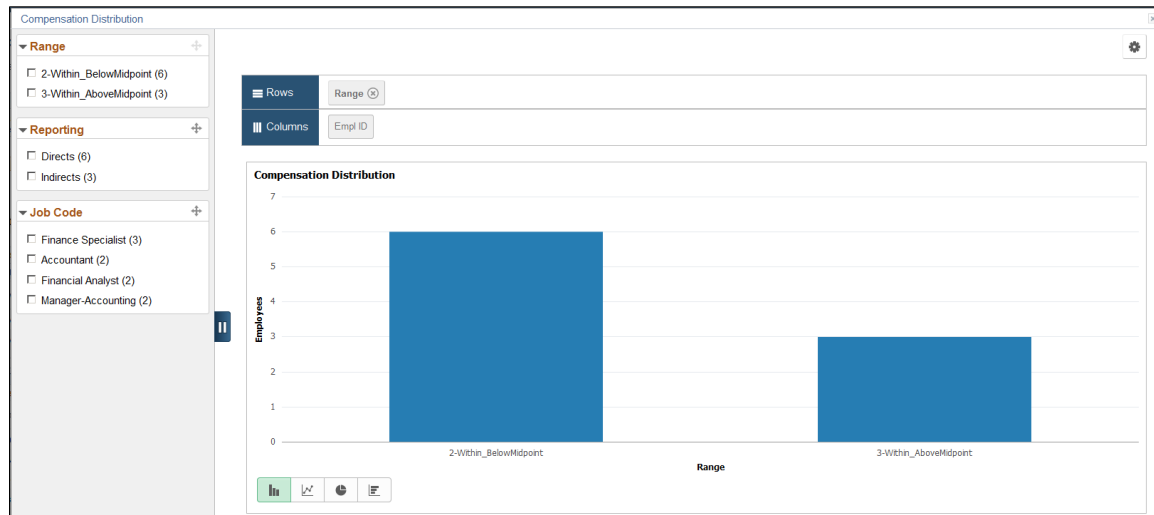 Compensation Distribution
Range
2-Within_BelowMidpoint (6)
3-Within_AboveMidpoint (3)
Reporting
Directs (6)
Indirects (3)
Job Code
Finance Specialist (3)
Accountant (2)
Financial Analyst (2)
Manager-Accounting (2)
Rows
Range
Columns
Empl ID
Compensation Distribution
7
6
5
4
3
2
1
0
Employees
2-Within_BelowMidpoint
3-Within_AboveMidpoint
Range